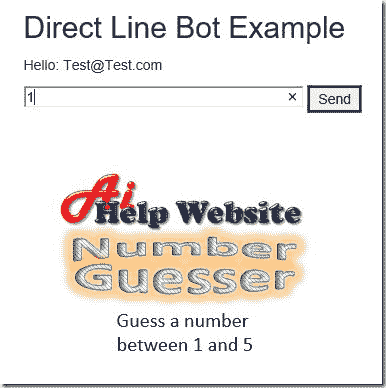 Direct Line Bot Example
Hello: Test@Test.com
1 × Send
Ai Help Website
Number
Guesser
Guess a number
between 1 and 5